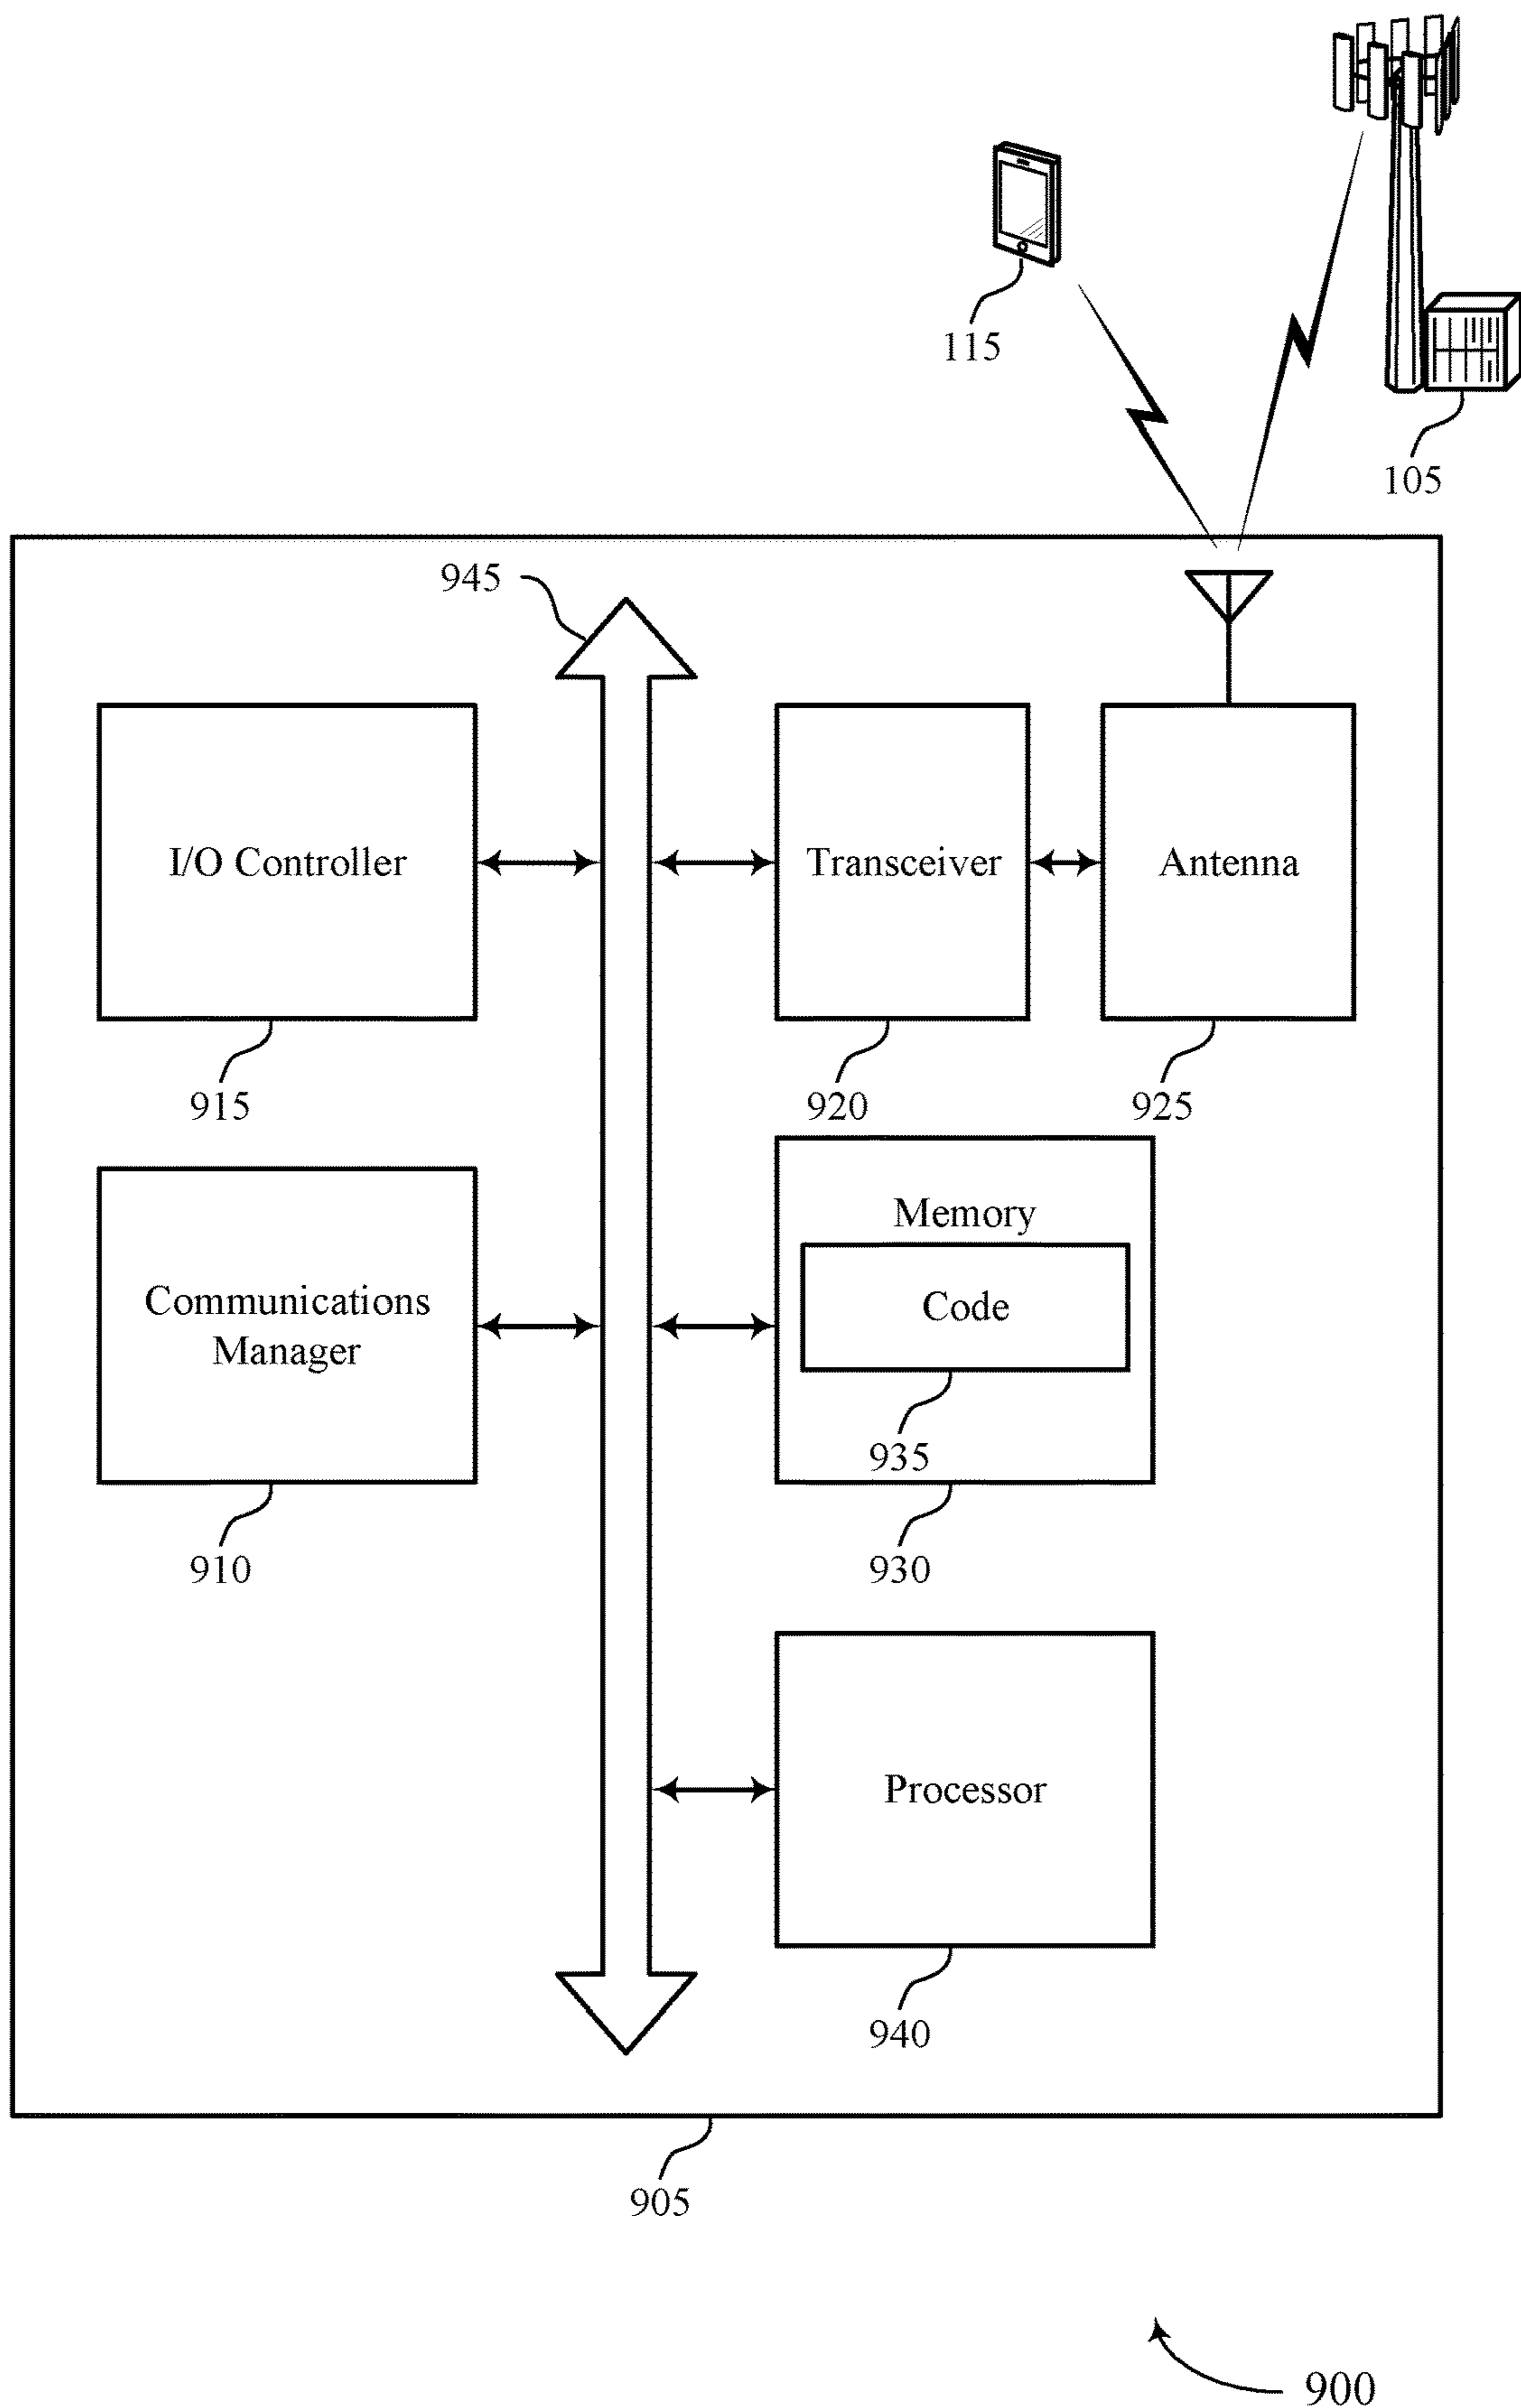 115
105
945
I/O Controller
Transceiver
Antenna
915
920
925
Memory
Code
Communications
Manager
935
910
930
Processor
940
905
900